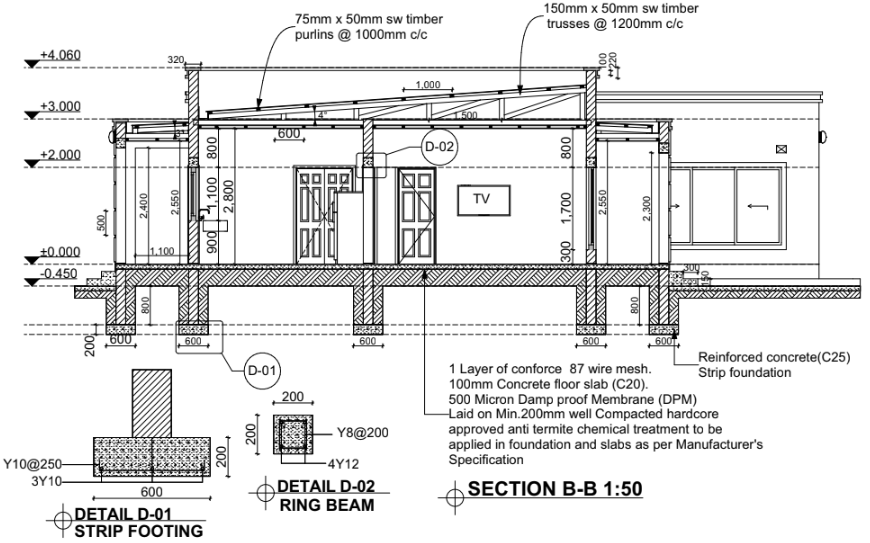 75mm x 50mm sw timber
purlins @ 1000mm c/c
150mm x 50mm sw timber
trusses @ 1200mm c/c
+4.060
320
100
220
1,000
+3.000
4°
1,500
3°
600
800
D-02
800
+2.000
2,400
2,550
1,100
2,800
TV
1,700
2,550
2,300
500
1,100
900
300
+0.000
-0.450
300
150
800
800
200
600
600
600
600
600
D-01
Reinforced concrete(C25)
Strip foundation
1 Layer of conforce 87 wire mesh.
100mm Concrete floor slab (C20).
500 Micron Damp proof Membrane (DPM)
Laid on Min.200mm well Compacted hardcore
approved anti termite chemical treatment to be
applied in foundation and slabs as per Manufacturer's
Specification
200
200
Y8@200
4Y12
Y10@250
3Y10
200
600
DETAIL D-01
STRIP FOOTING
DETAIL D-02
RING BEAM
SECTION B-B 1:50